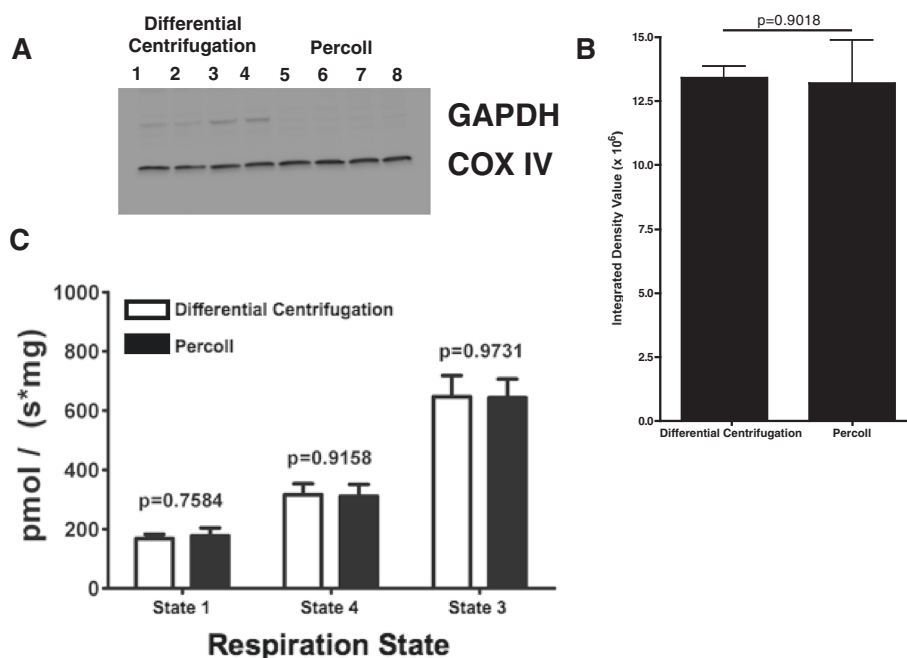 A
Differential
Centrifugation
Percoll
1 2 3 4 5 6 7 8
GAPDH
COX IV
B
p=0.9018
15.0
12.5
7.5
5.0
2.5
0.0
Integrated Density Value (x 10⁶)
Differential Centrifugation
Percoll
C
1000
800
600
400
200
0
pmol / (s*mg)
Differential Centrifugation
Percoll
p=0.7584
p=0.9158
p=0.9731
State 1
State 4
State 3
Respiration State